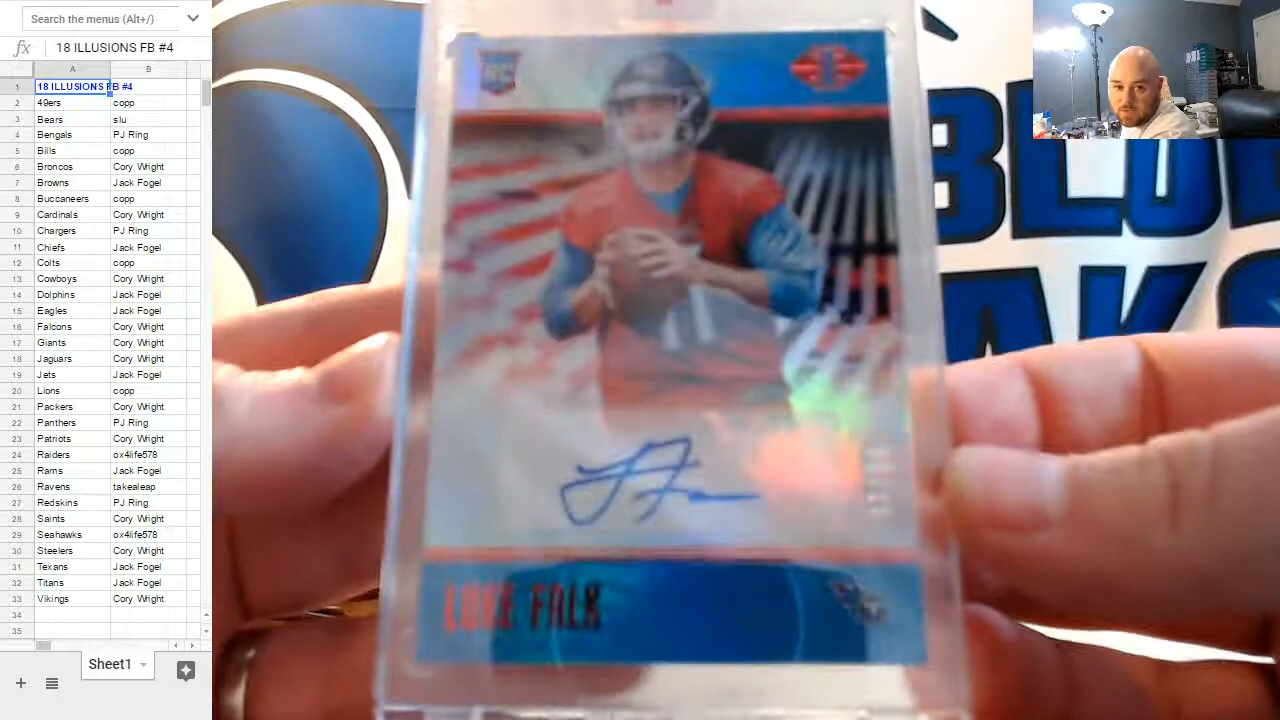 Search the menus (Alt+/)
fx 18 ILLUSIONS FB #4
A B
1 18 ILLUSIONS FB #4
2 49ers copp
3 Bears slu
4 Bengals PJ Ring
5 Bills copp
6 Broncos Cory Wright
7 Browns Jack Fogel
8 Buccaneers copp
9 Cardinals Cory Wright
10 Chargers PJ Ring
11 Chiefs Jack Fogel
12 Colts copp
13 Cowboys Cory Wright
14 Dolphins Jack Fogel
15 Eagles Jack Fogel
16 Falcons Cory Wright
17 Giants Cory Wright
18 Jaguars Cory Wright
19 Jets Jack Fogel
20 Lions copp
21 Packers Cory Wright
22 Panthers PJ Ring
23 Patriots Cory Wright
24 Raiders ox4life578
25 Rams Jack Fogel
26 Ravens takealeap
27 Redskins PJ Ring
28 Saints Cory Wright
29 Seahawks ox4life578
30 Steelers Cory Wright
31 Texans Jack Fogel
32 Titans Jack Fogel
33 Vikings Cory Wright
34
35
Sheet1
RC
11
LUKE FALK
BLU
AK